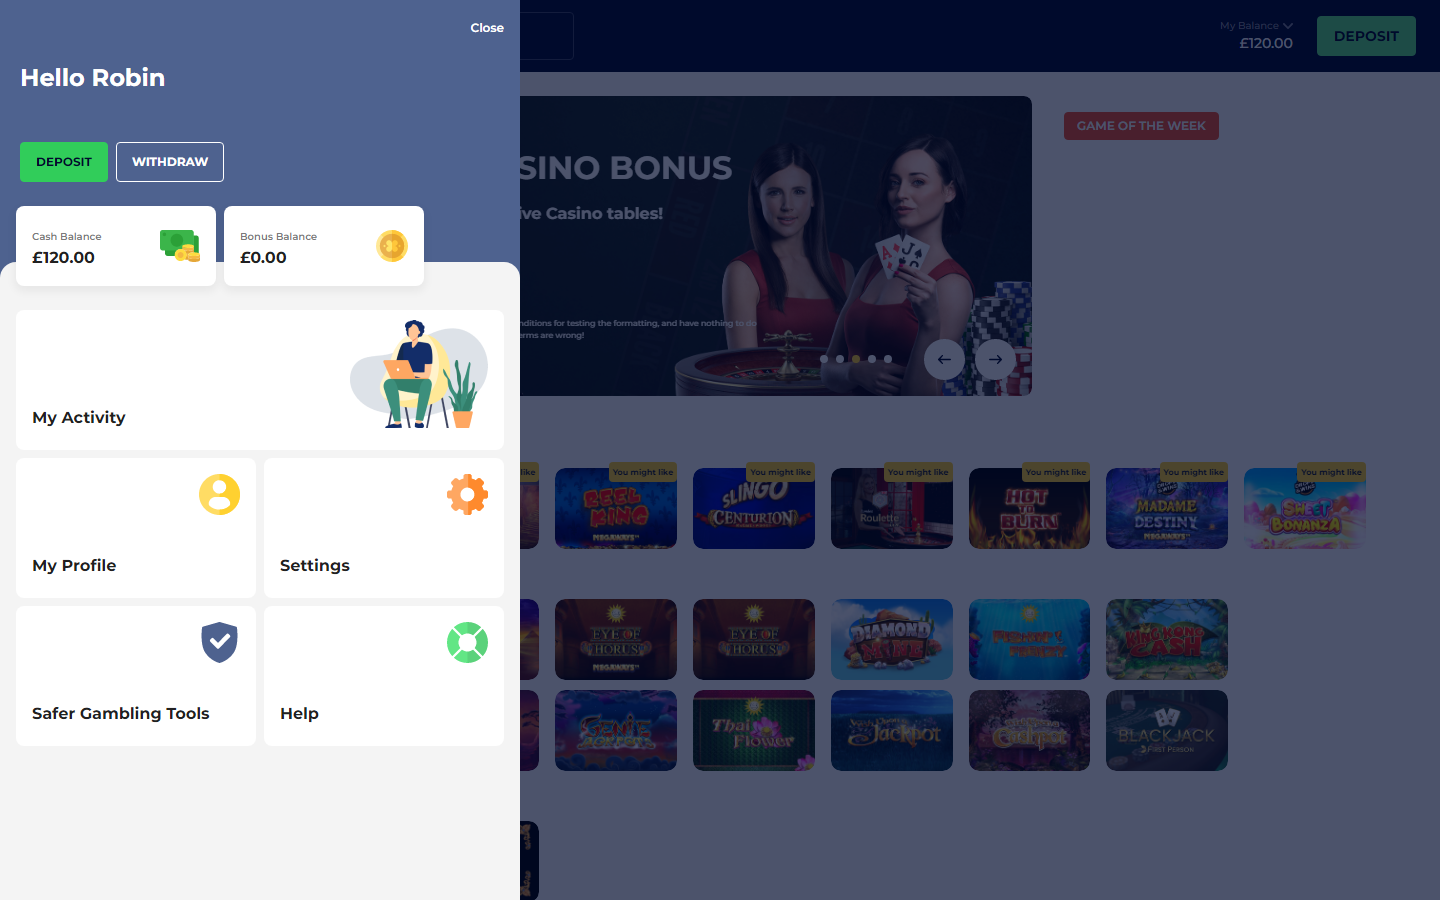 Close
Hello Robin
DEPOSIT
WITHDRAW
Cash Balance
£120.00
Bonus Balance
£0.00
My Activity
My Profile
Settings
Safer Gambling Tools
Help
My Balance
£120.00
DEPOSIT
SINO BONUS
ive Casino tables!
nditions for testing the formatting, and have nothing to do
erms are wrong!
GAME OF THE WEEK
like
You might like
You might like
You might like
You might like
You might like
You might like
REEL KING
MEGAWAYS
SLINGO
CENTURION
Roulette
HOT TO BURN
MADAME DESTINY
MEGAWAYS
SWEET BONANZA
EYE OF HORUS
MEGAWAYS
EYE OF HORUS
DIAMOND MINE
FISHIN' FRENZY
CASH
GENIE JACKPOTS
Thai Flower
Jackpot
BLACKJACK
FIRST PERSON